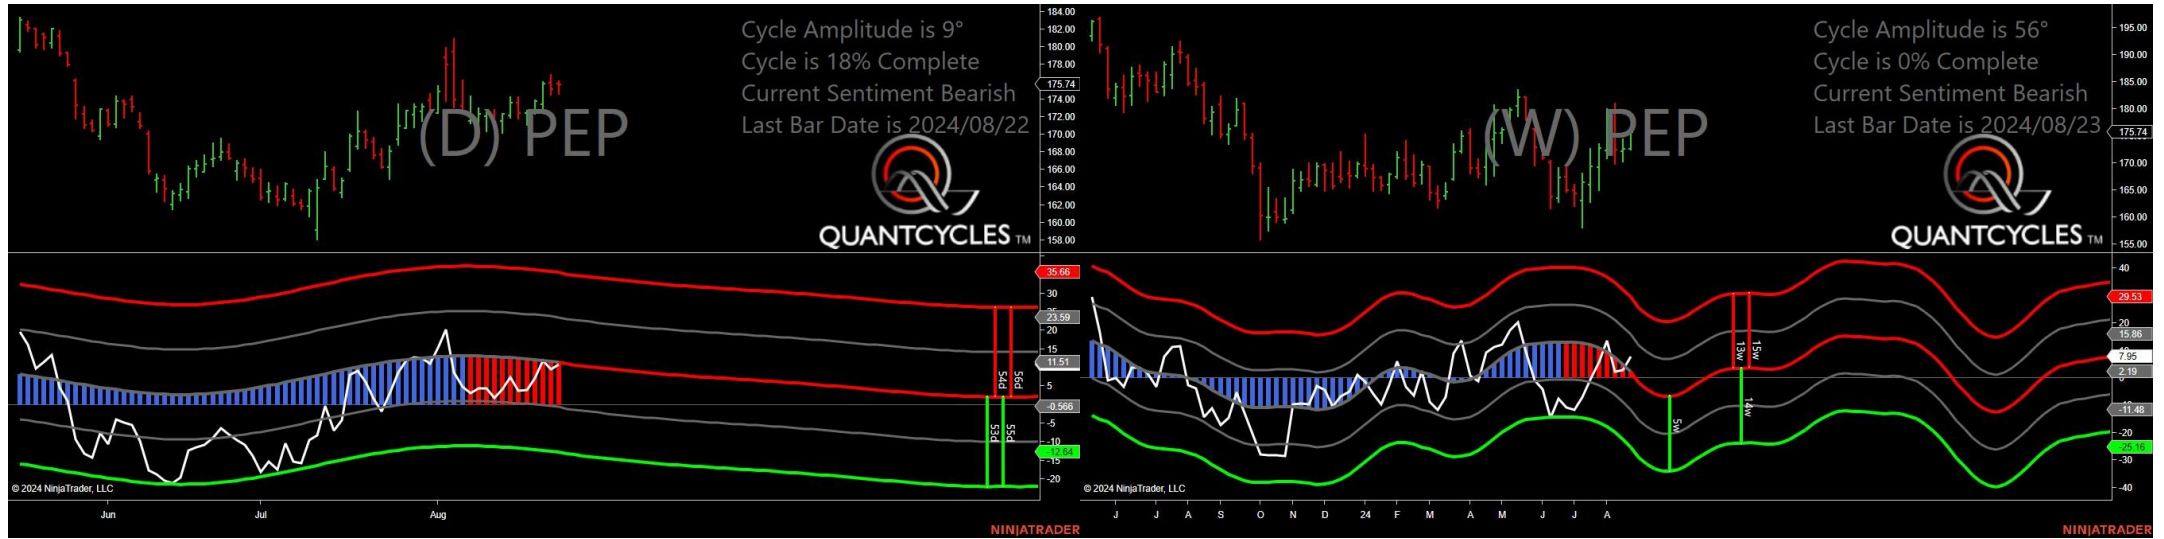 Cycle Amplitude is 9°
Cycle is 18% Complete
Current Sentiment Bearish
Last Bar Date is 2024/08/22
(D) PEP
QUANTCYCLES TM
184.00
182.00
180.00
178.00
175.74
174.00
172.00
170.00
168.00
166.00
164.00
162.00
160.00
158.00
35.66
30
25
23.59
20
15
11.51
5
-0.566
-5
-10
-12.64
-15
-20
54d
56d
53d
55d
© 2024 NinjaTrader, LLC
Jun
Jul
Aug
NINJATRADER
Cycle Amplitude is 56°
Cycle is 0% Complete
Current Sentiment Bearish
Last Bar Date is 2024/08/23
(W) PEP
QUANTCYCLES TM
195.00
190.00
185.00
180.00
175.74
170.00
165.00
160.00
155.00
40
29.53
20
15.86
7.95
2.19
-11.48
-20
-25.16
-30
-40
13w
15w
14w
5w
© 2024 NinjaTrader, LLC
J
J
A
S
O
N
D
24
F
M
A
M
J
J
A
NINJATRADER